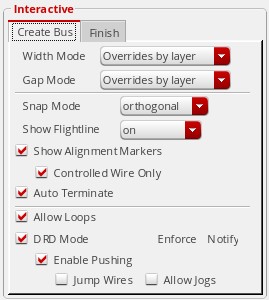 Interactive
Create Bus Finish
Width Mode Overrides by layer
Gap Mode Overrides by layer
Snap Mode orthogonal
Show Flightline on
Show Alignment Markers
Controlled Wire Only
Auto Terminate
Allow Loops
DRD Mode Enforce Notify
Enable Pushing
Jump Wires Allow Jogs